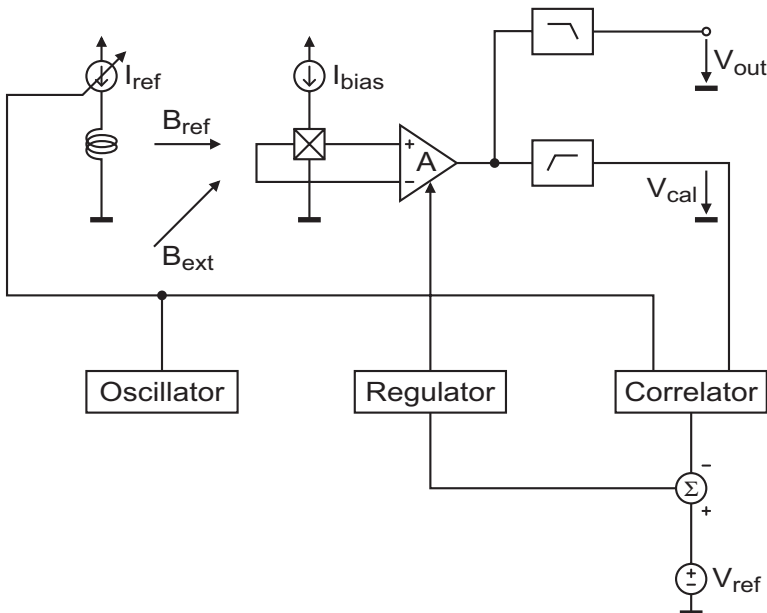 I_ref
I_bias
V_out
B_ref
+
A
−
V_cal
B_ext
Oscillator
Regulator
Correlator
−
Σ
+
+
−
V_ref